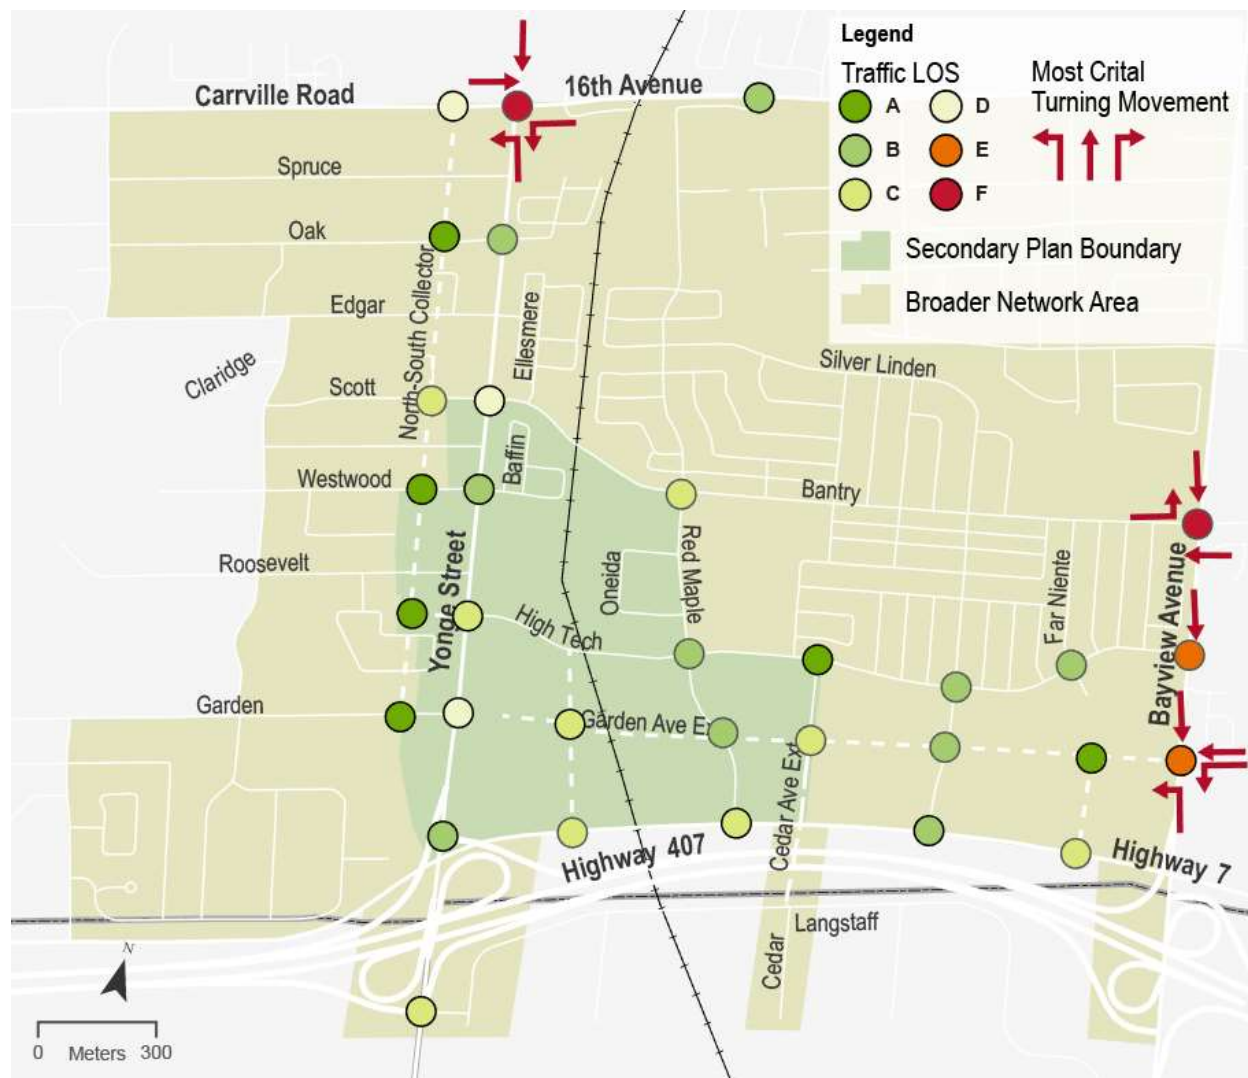 Legend
Traffic LOS
A
B
C
D
E
F
Most Crital
Turning Movement
Secondary Plan Boundary
Broader Network Area
Carrville Road
16th Avenue
Spruce
Oak
North-South Collector
Edgar
Ellesmere
Claridge
Scott
Silver Linden
Westwood
Baffin
Bantry
Roosevelt
Yonge Street
High Tech
Oneida
Red Maple
Far Niente
Bayview Avenue
Garden
Garden Ave E
Cedar Ave Ext
Highway 407
Highway 7
Langstaff
Cedar
N
0 Meters 300